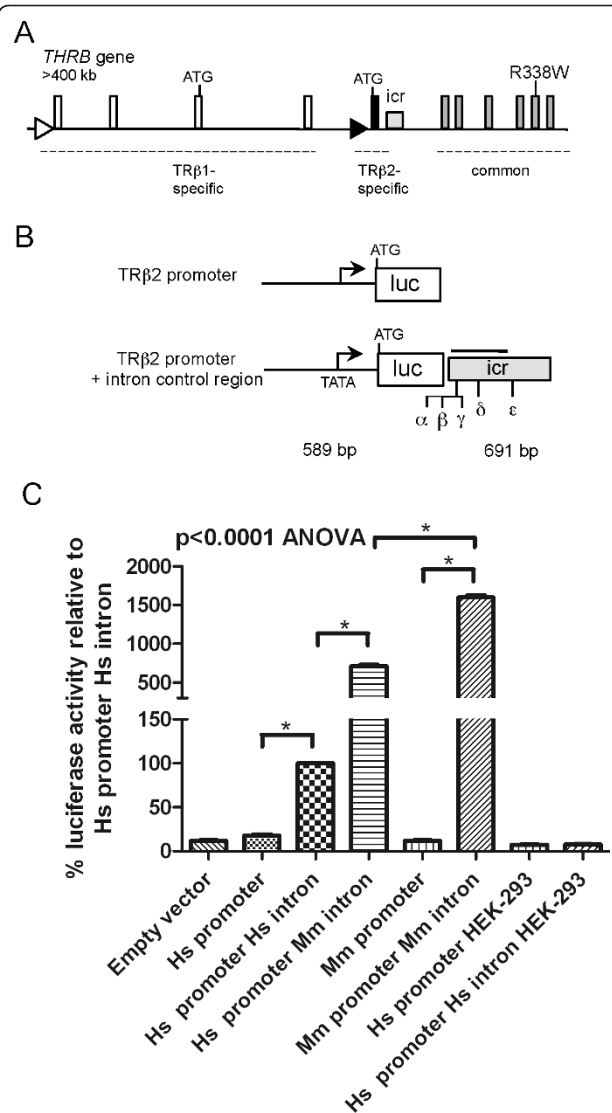 A
THRB gene
>400 kb
ATG
ATG
icr
R338W
TRβ1-
specific
TRβ2-
specific
common
B
TRβ2 promoter
ATG
luc
TRβ2 promoter
+ intron control region
TATA
ATG
luc
icr
α β γ δ ε
589 bp
691 bp
C
p<0.0001 ANOVA
*
*
*
*
% luciferase activity relative to
Hs promoter Hs intron
2000
1500
1000
500
150
100
50
0
Empty vector
Hs promoter
Hs promoter Hs intron
Hs promoter Mm intron
Mm promoter
Mm promoter Mm intron
Hs promoter HEK-293
Hs promoter Hs intron HEK-293